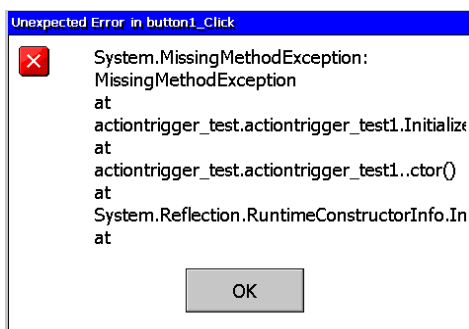 Unexpected Error in button1_Click
System.MissingMethodException:
MissingMethodException
at
actiontrigger_test.actiontrigger_test1.Initialize
at
actiontrigger_test.actiontrigger_test1..ctor()
at
System.Reflection.RuntimeConstructorInfo.In
at
OK